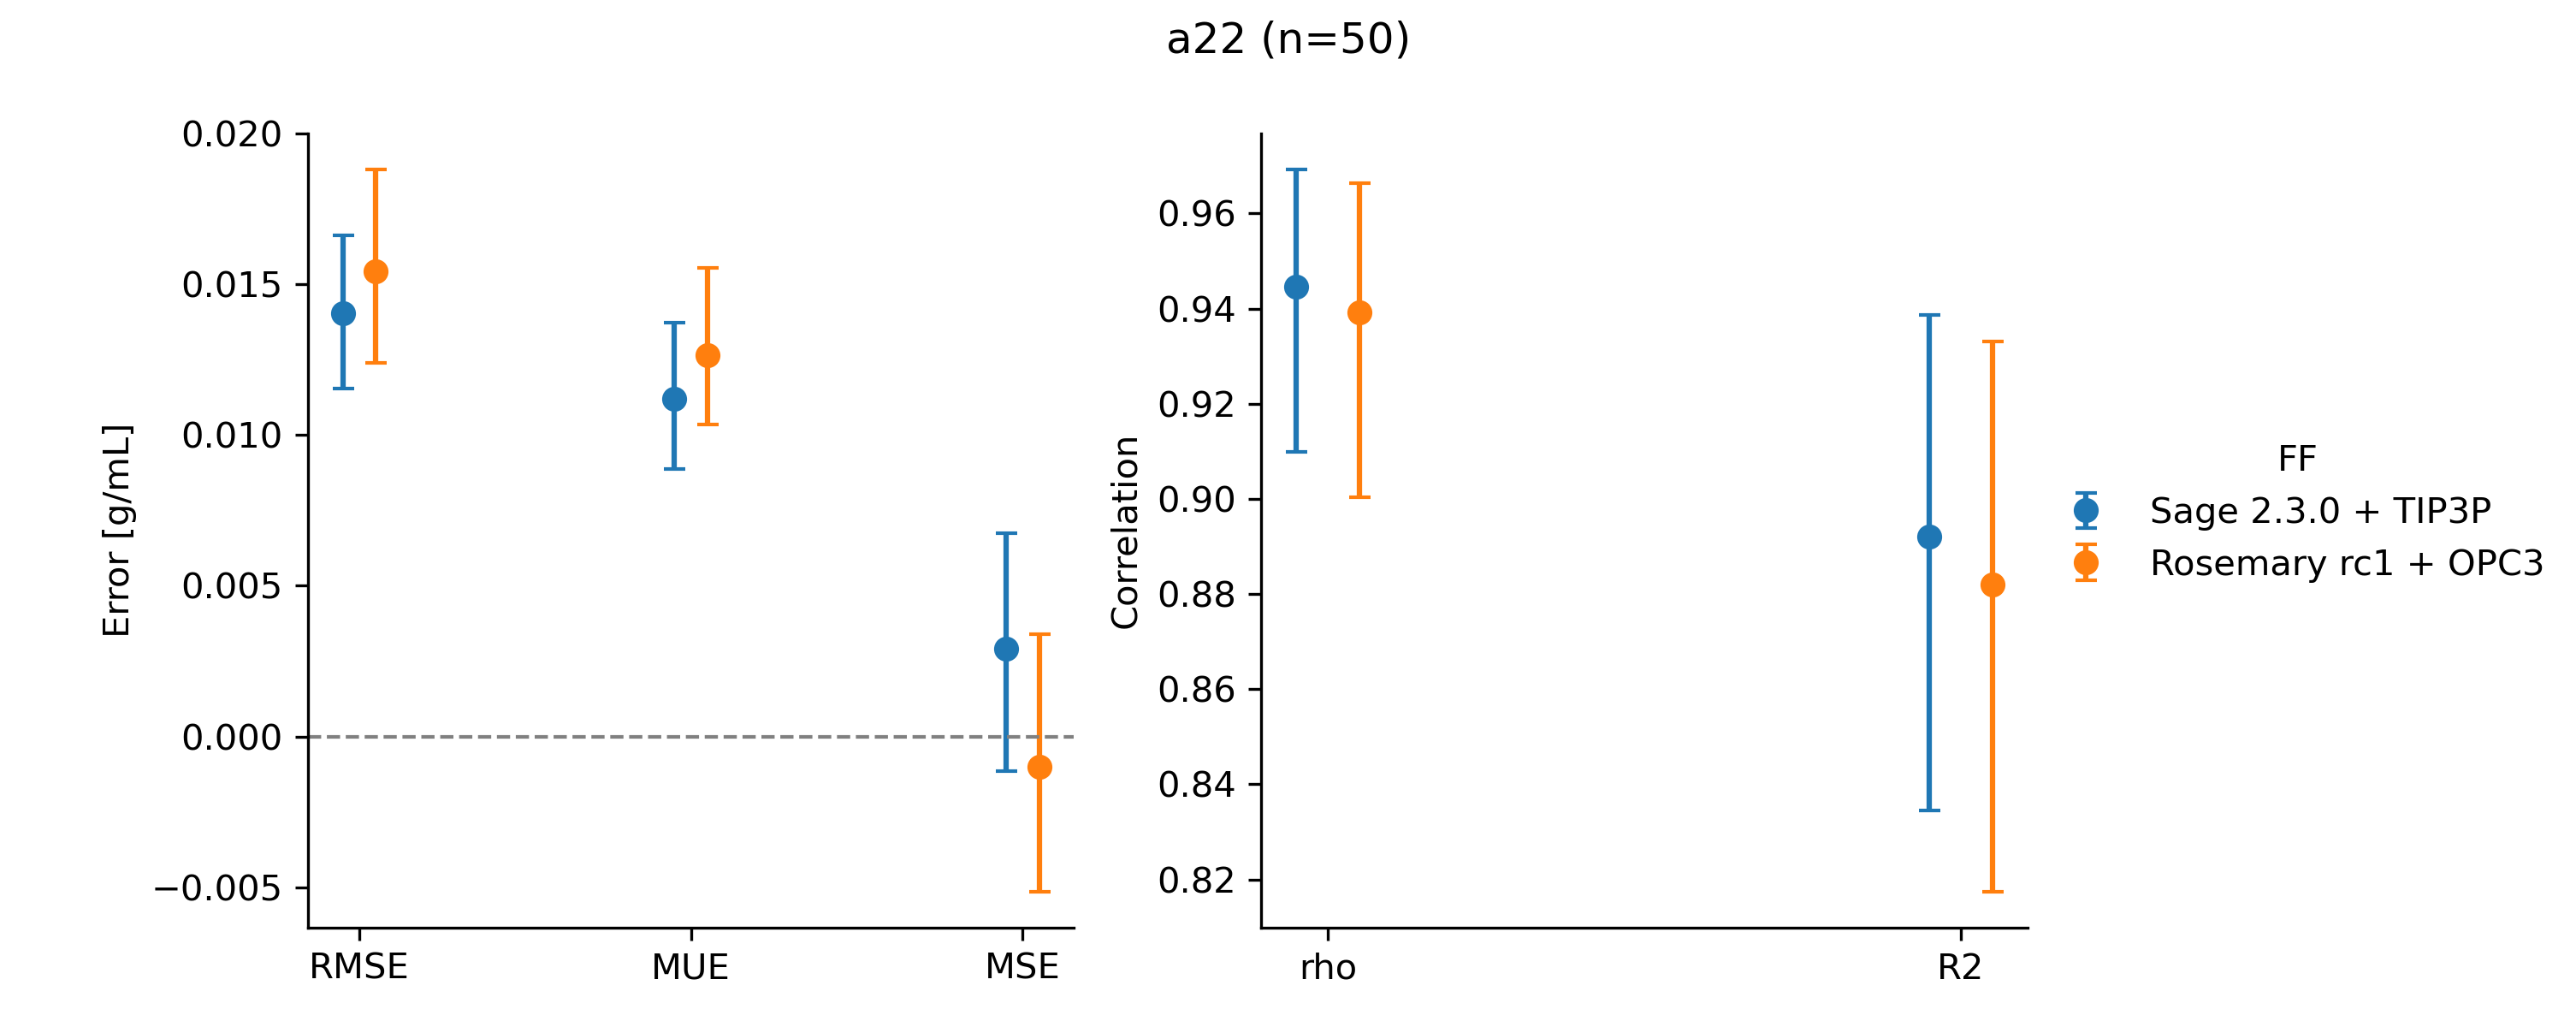 a22 (n=50)
Error [g/mL]
0.020
0.015
0.010
0.005
0.000
−0.005
RMSE
MUE
MSE
Correlation
0.96
0.94
0.92
0.90
0.88
0.86
0.84
0.82
rho
R2
FF
Sage 2.3.0 + TIP3P
Rosemary rc1 + OPC3